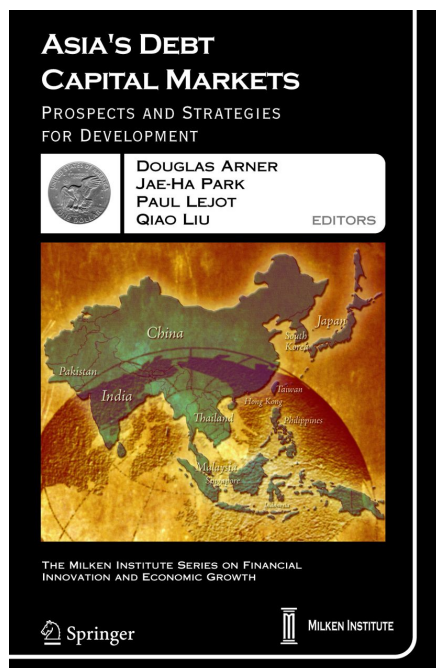 ASIA'S DEBT
CAPITAL MARKETS
PROSPECTS AND STRATEGIES
FOR DEVELOPMENT
DOUGLAS ARNER
JAE-HA PARK
PAUL LEJOT
QIAO LIU
EDITORS
China
Japan
South
Korea
Pakistan
India
Taiwan
Hong Kong
Thailand
Philippines
Malaysia
Singapore
THE MILKEN INSTITUTE SERIES ON FINANCIAL
INNOVATION AND ECONOMIC GROWTH
Springer
MILKEN INSTITUTE